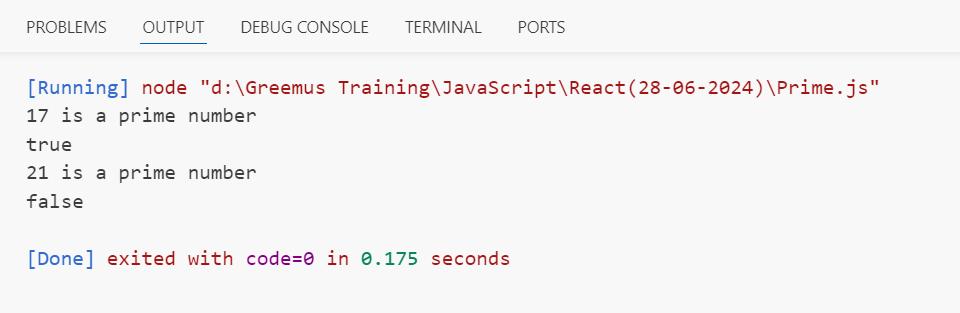 PROBLEMS OUTPUT DEBUG CONSOLE TERMINAL PORTS
[Running] node "d:\Greemus Training\JavaScript\React(28-06-2024)\Prime.js"
17 is a prime number
true
21 is a prime number
false
[Done] exited with code=0 in 0.175 seconds